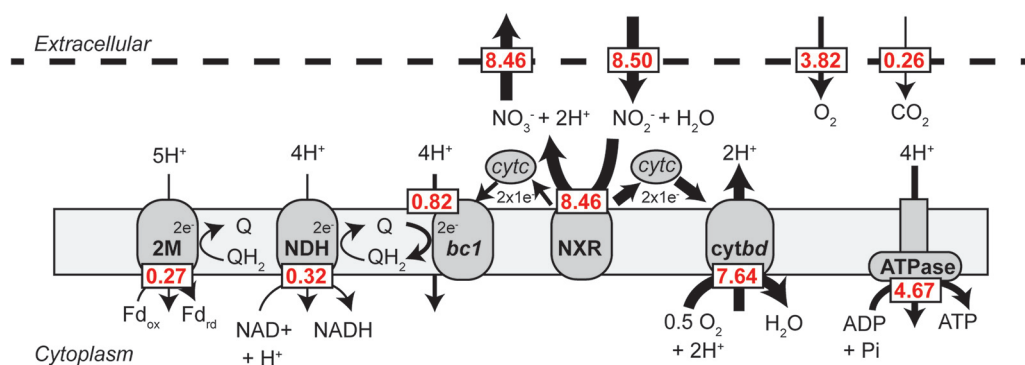 Extracellular
8.46
8.50
3.82
0.26
NO₃⁻ + 2H⁺
NO₂⁻ + H₂O
O₂
CO₂
5H⁺
4H⁺
4H⁺
cytc
cytc
2H⁺
4H⁺
2x1e⁻
2x1e⁻
0.82
8.46
2e⁻
Q
2e⁻
Q
2e⁻
2M
QH₂
NDH
QH₂
bc1
NXR
cytbd
ATPase
0.27
0.32
7.64
4.67
Fd_ox
Fd_rd
NAD+
+ H⁺
NADH
0.5 O₂
+ 2H⁺
H₂O
ADP
+ Pi
ATP
Cytoplasm